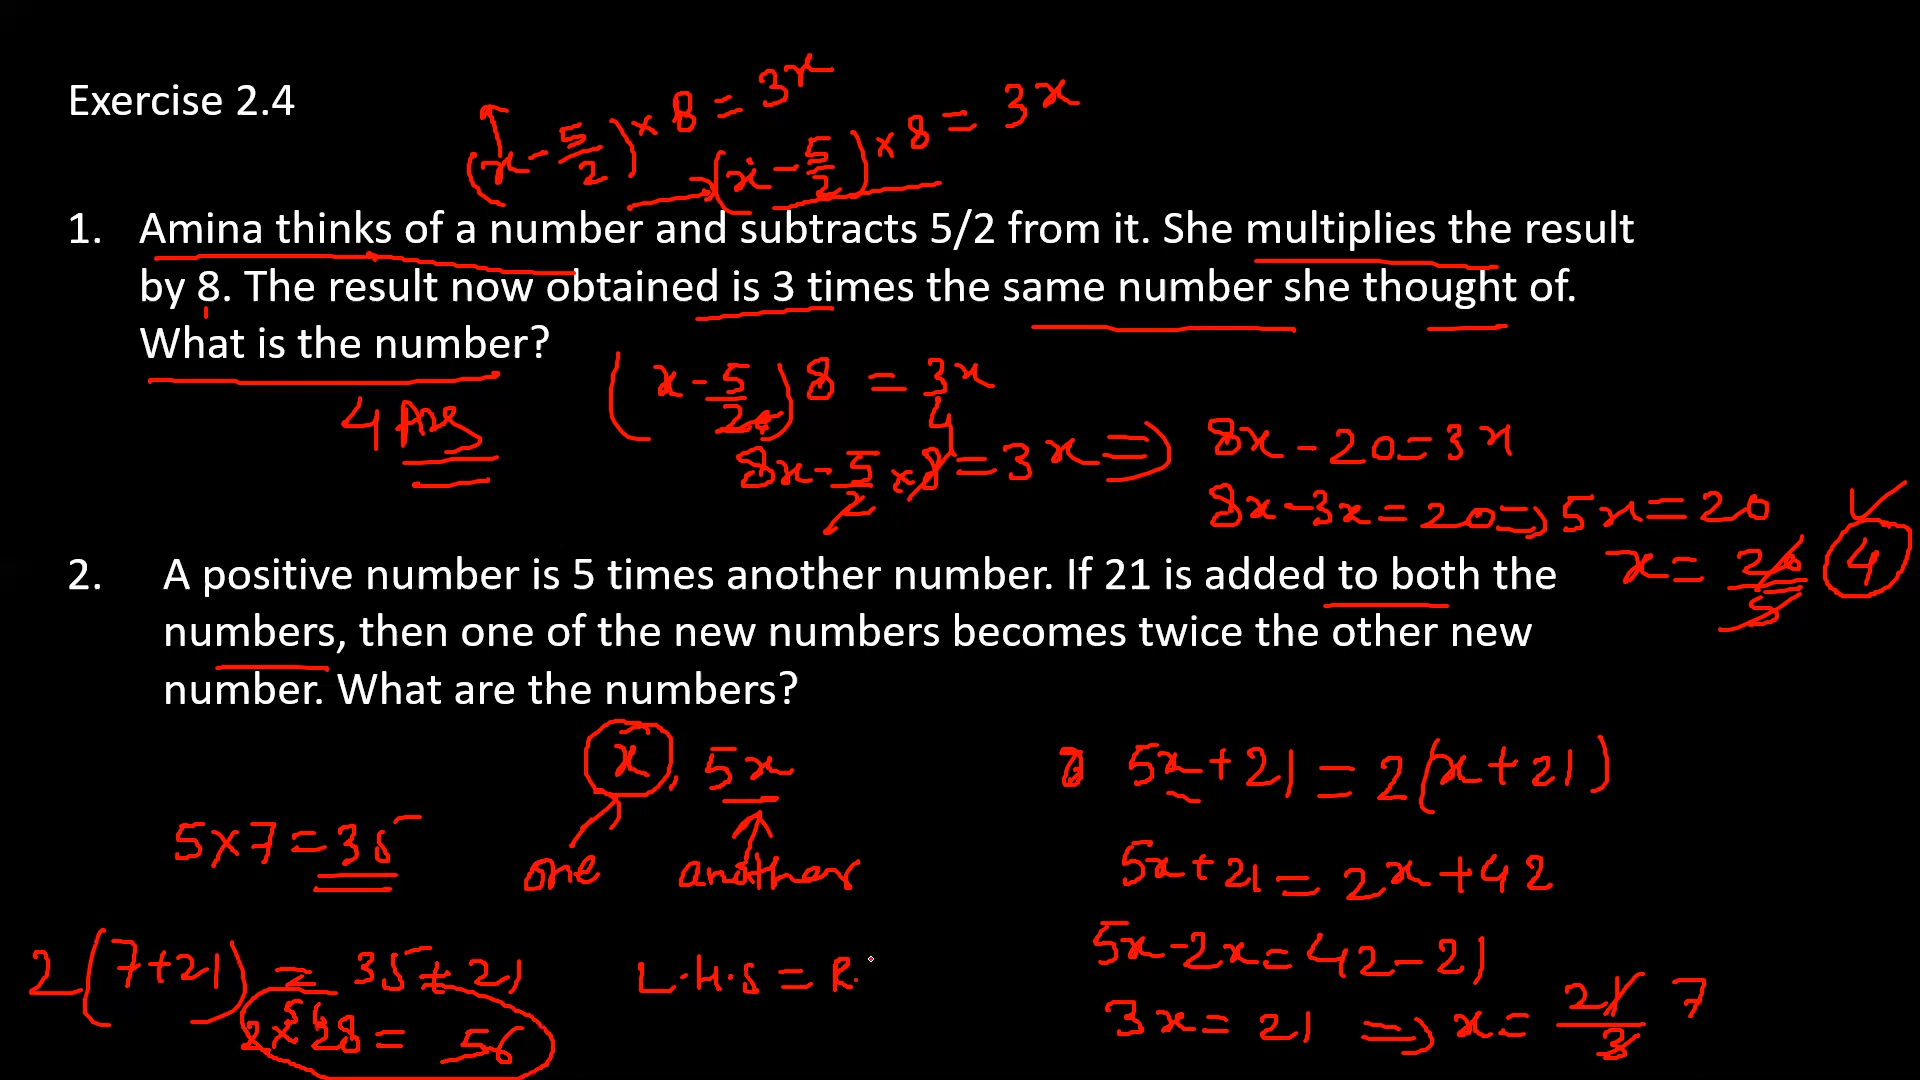 Exercise 2.4
(x - 5/2) × 8 = 3x
(x - 5/2) × 8 = 3x
1. Amina thinks of a number and subtracts 5/2 from it. She multiplies the result
by 8. The result now obtained is 3 times the same number she thought of.
What is the number?
4 Ans
(x - 5/2) 8 = 3x
8x - 5/2 × 8 = 3x ⇒ 8x - 20 = 3x
4
8x - 3x = 20 ⇒ 5x = 20
x = 20/5 4
2. A positive number is 5 times another number. If 21 is added to both the
numbers, then one of the new numbers becomes twice the other new
number. What are the numbers?
x, 5x
one another
5x + 21 = 2(x + 21)
5 × 7 = 35
5x + 21 = 2x + 42
5x - 2x = 42 - 21
3x = 21 ⇒ x = 21/3 7
2(7 + 21) = 35 + 21
2 × 28 = 56
56
L.H.S = R.